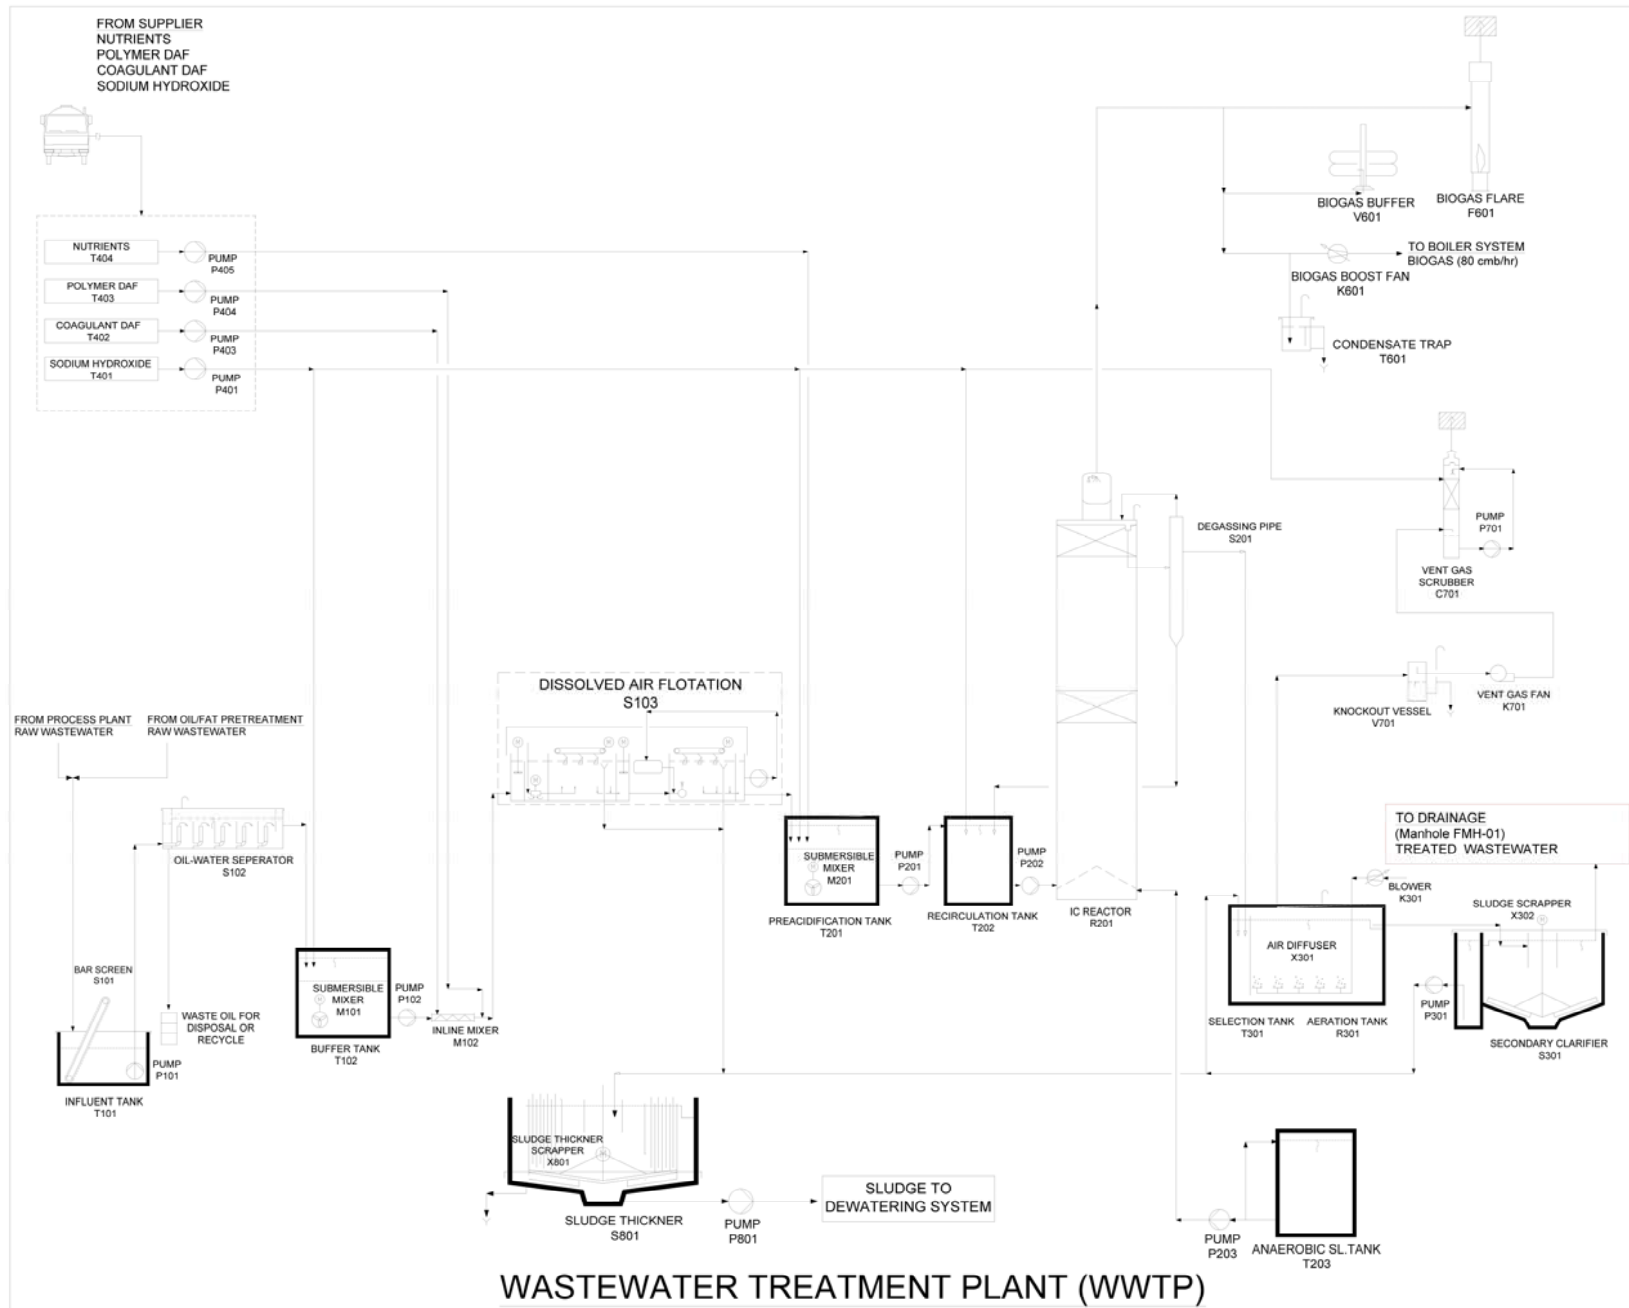 FROM SUPPLIER
NUTRIENTS
POLYMER DAF
COAGULANT DAF
SODIUM HYDROXIDE
NUTRIENTS
T404
PUMP
P405
POLYMER DAF
T403
PUMP
P404
COAGULANT DAF
T402
PUMP
P403
SODIUM HYDROXIDE
T401
PUMP
P401
BIOGAS BUFFER
V601
BIOGAS FLARE
F601
TO BOILER SYSTEM
BIOGAS (80 cmb/hr)
BIOGAS BOOST FAN
K601
CONDENSATE TRAP
T601
DEGASSING PIPE
S201
PUMP
P701
VENT GAS
SCRUBBER
C701
KNOCKOUT VESSEL
V701
VENT GAS FAN
K701
DISSOLVED AIR FLOTATION
S103
M
M
M
M
M
FROM PROCESS PLANT
RAW WASTEWATER
FROM OIL/FAT PRETREATMENT
RAW WASTEWATER
OIL-WATER SEPERATOR
S102
BAR SCREEN
S101
WASTE OIL FOR
DISPOSAL OR
RECYCLE
PUMP
P101
INFLUENT TANK
T101
SUBMERSIBLE
MIXER
M101
M
BUFFER TANK
T102
PUMP
P102
INLINE MIXER
M102
SUBMERSIBLE
MIXER
M201
M
PREACIDIFICATION TANK
T201
PUMP
P201
RECIRCULATION TANK
T202
PUMP
P202
IC REACTOR
R201
TO DRAINAGE
(Manhole FMH-01)
TREATED WASTEWATER
BLOWER
K301
SLUDGE SCRAPPER
X302
M
AIR DIFFUSER
X301
SELECTION TANK
T301
AERATION TANK
R301
PUMP
P301
SECONDARY CLARIFIER
S301
SLUDGE THICKNER
SCRAPPER
X801
M
SLUDGE THICKNER
S801
PUMP
P801
SLUDGE TO
DEWATERING SYSTEM
PUMP
P203
ANAEROBIC SL.TANK
T203
WASTEWATER TREATMENT PLANT (WWTP)